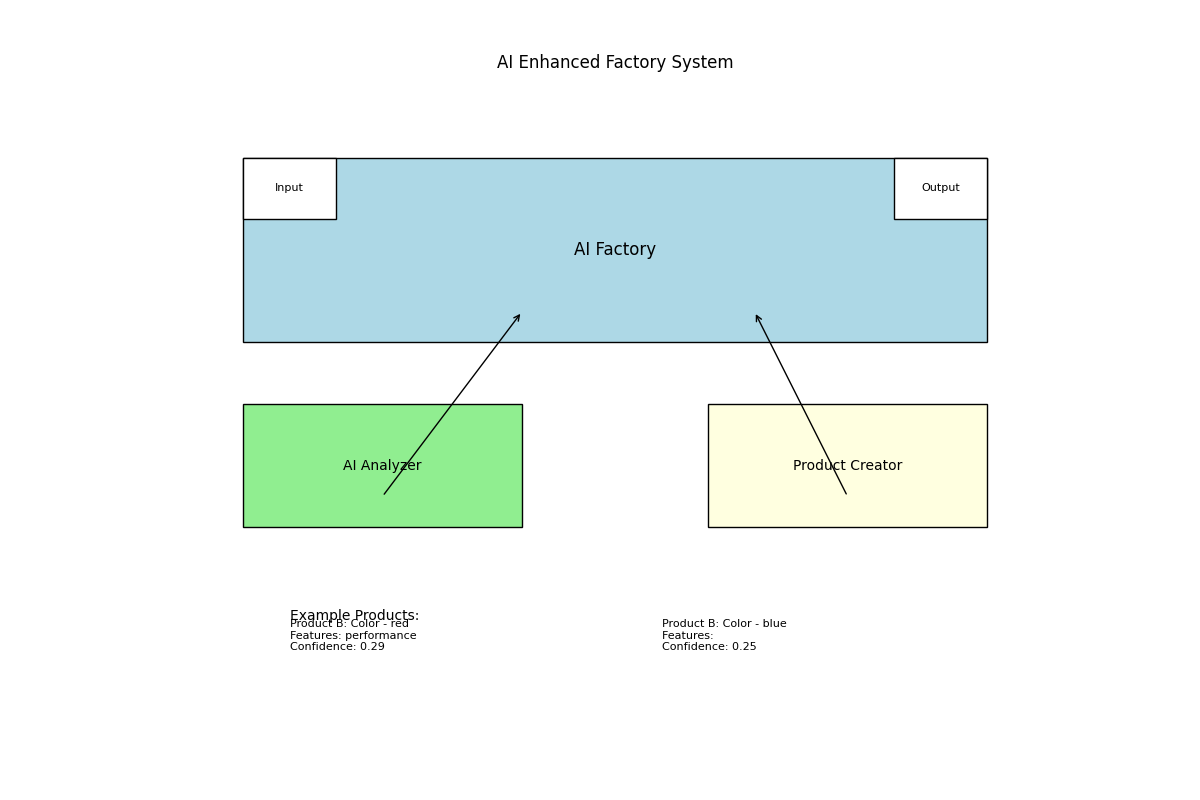 AI Enhanced Factory System
Input
Output
AI Factory
AI Analyzer
Product Creator
Example Products:
Product B: Color - red
Features: performance
Confidence: 0.29
Product B: Color - blue
Features:
Confidence: 0.25